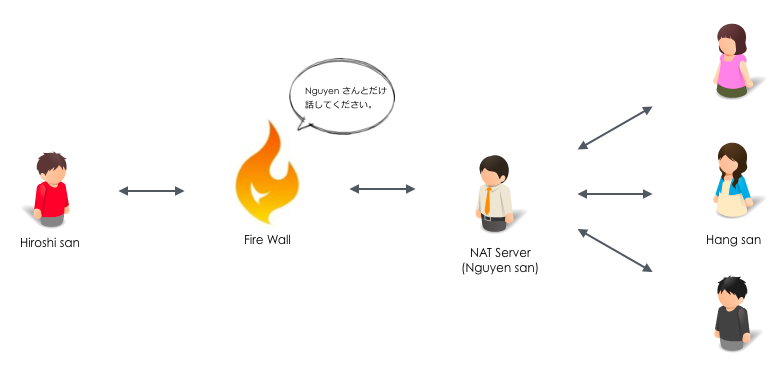 Nguyen さんとだけ
話してください。
Hiroshi san
Fire Wall
NAT Server
(Nguyen san)
Hang san